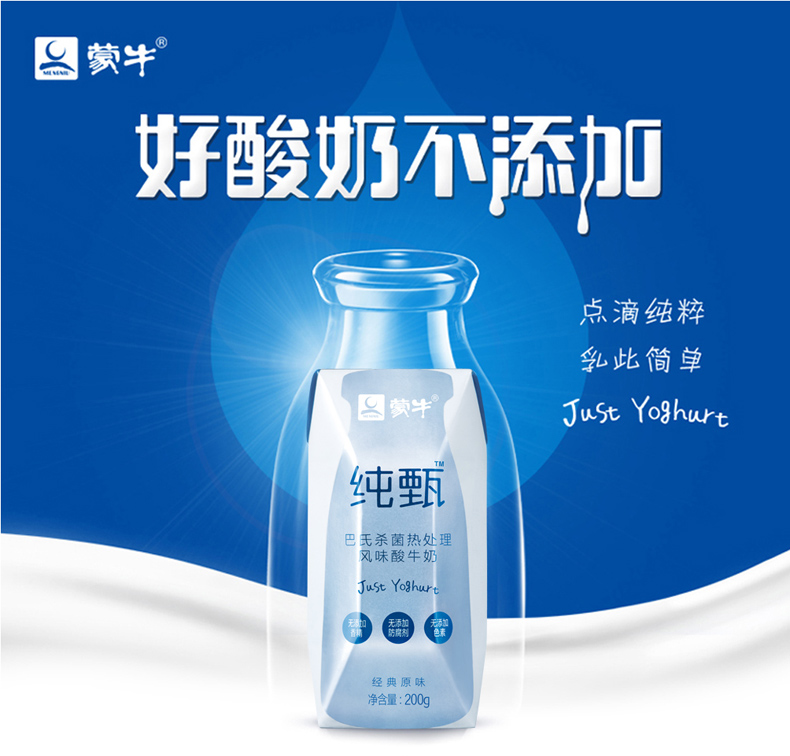 MENGNIU
蒙牛®
好酸奶不添加
点滴纯粹
乳此简单
Just Yoghurt
蒙牛®
纯甄™
巴氏杀菌热处理
风味酸牛奶
Just Yoghurt
无添加
香精
无添加
防腐剂
无添加
色素
经典原味
净含量:200g